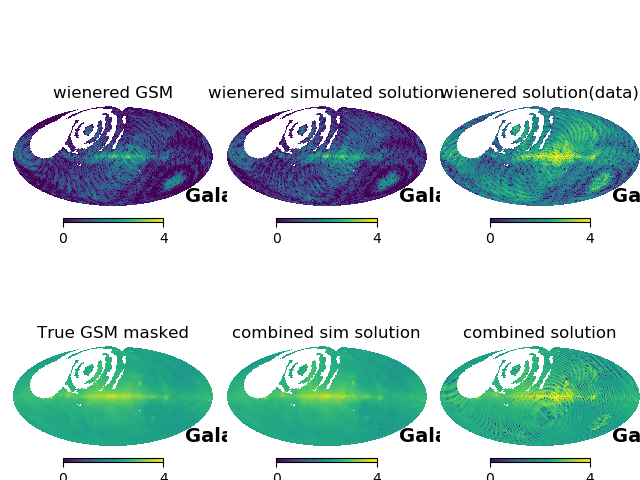 wienered GSM
wienered simulated solution
wienered solution(data)
Gala
Gala
Ga
0 4
0 4
0 4
True GSM masked
combined sim solution
combined solution
Gala
Gala
Ga
0 4
0 4
0 4